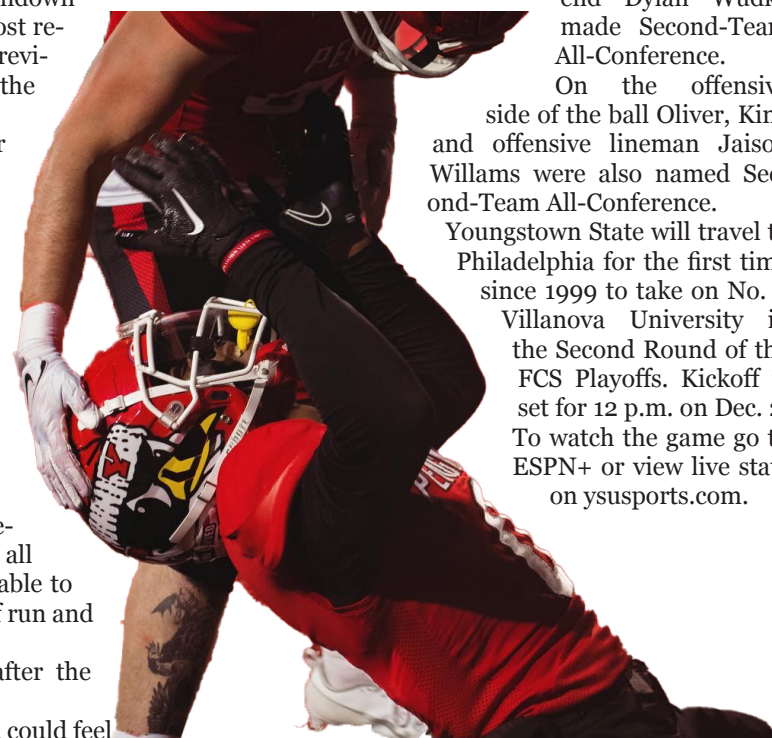 ndown
ost re-
revi-
the
r
e-
all
able to
f run and
after the
could feel
end Dylan Wudk
made Second-Team
All-Conference.
On the offensiv
side of the ball Oliver, Kin
and offensive lineman Jaiso
Willams were also named Sec
ond-Team All-Conference.
Youngstown State will travel t
Philadelphia for the first tim
since 1999 to take on No.
Villanova University i
the Second Round of th
FCS Playoffs. Kickoff
set for 12 p.m. on Dec.
To watch the game go t
ESPN+ or view live stat
on ysusports.com.
Y